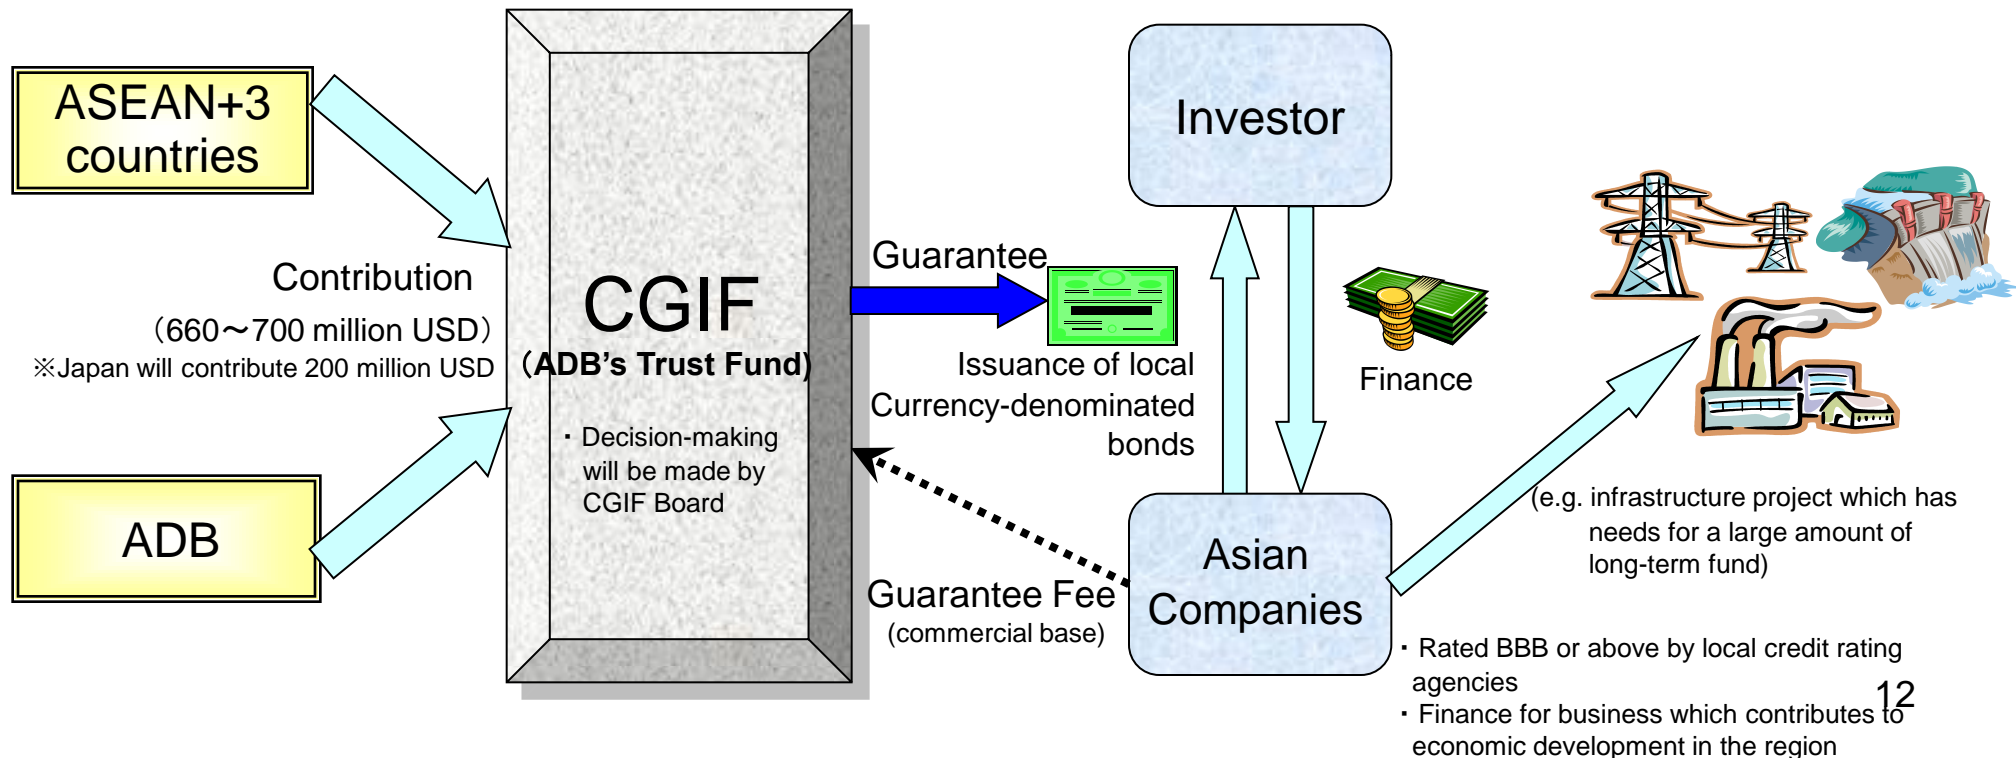 ASEAN+3
countries
Contribution
（660～700 million USD）
※Japan will contribute 200 million USD
ADB
CGIF
（ADB’s Trust Fund)
・Decision-making
will be made by
CGIF Board
Guarantee
Issuance of local
Currency-denominated
bonds
Guarantee Fee
(commercial base)
Investor
Finance
Asian
Companies
(e.g. infrastructure project which has
needs for a large amount of
long-term fund)
・Rated BBB or above by local credit rating
agencies
・Finance for business which contributes to
economic development in the region
12